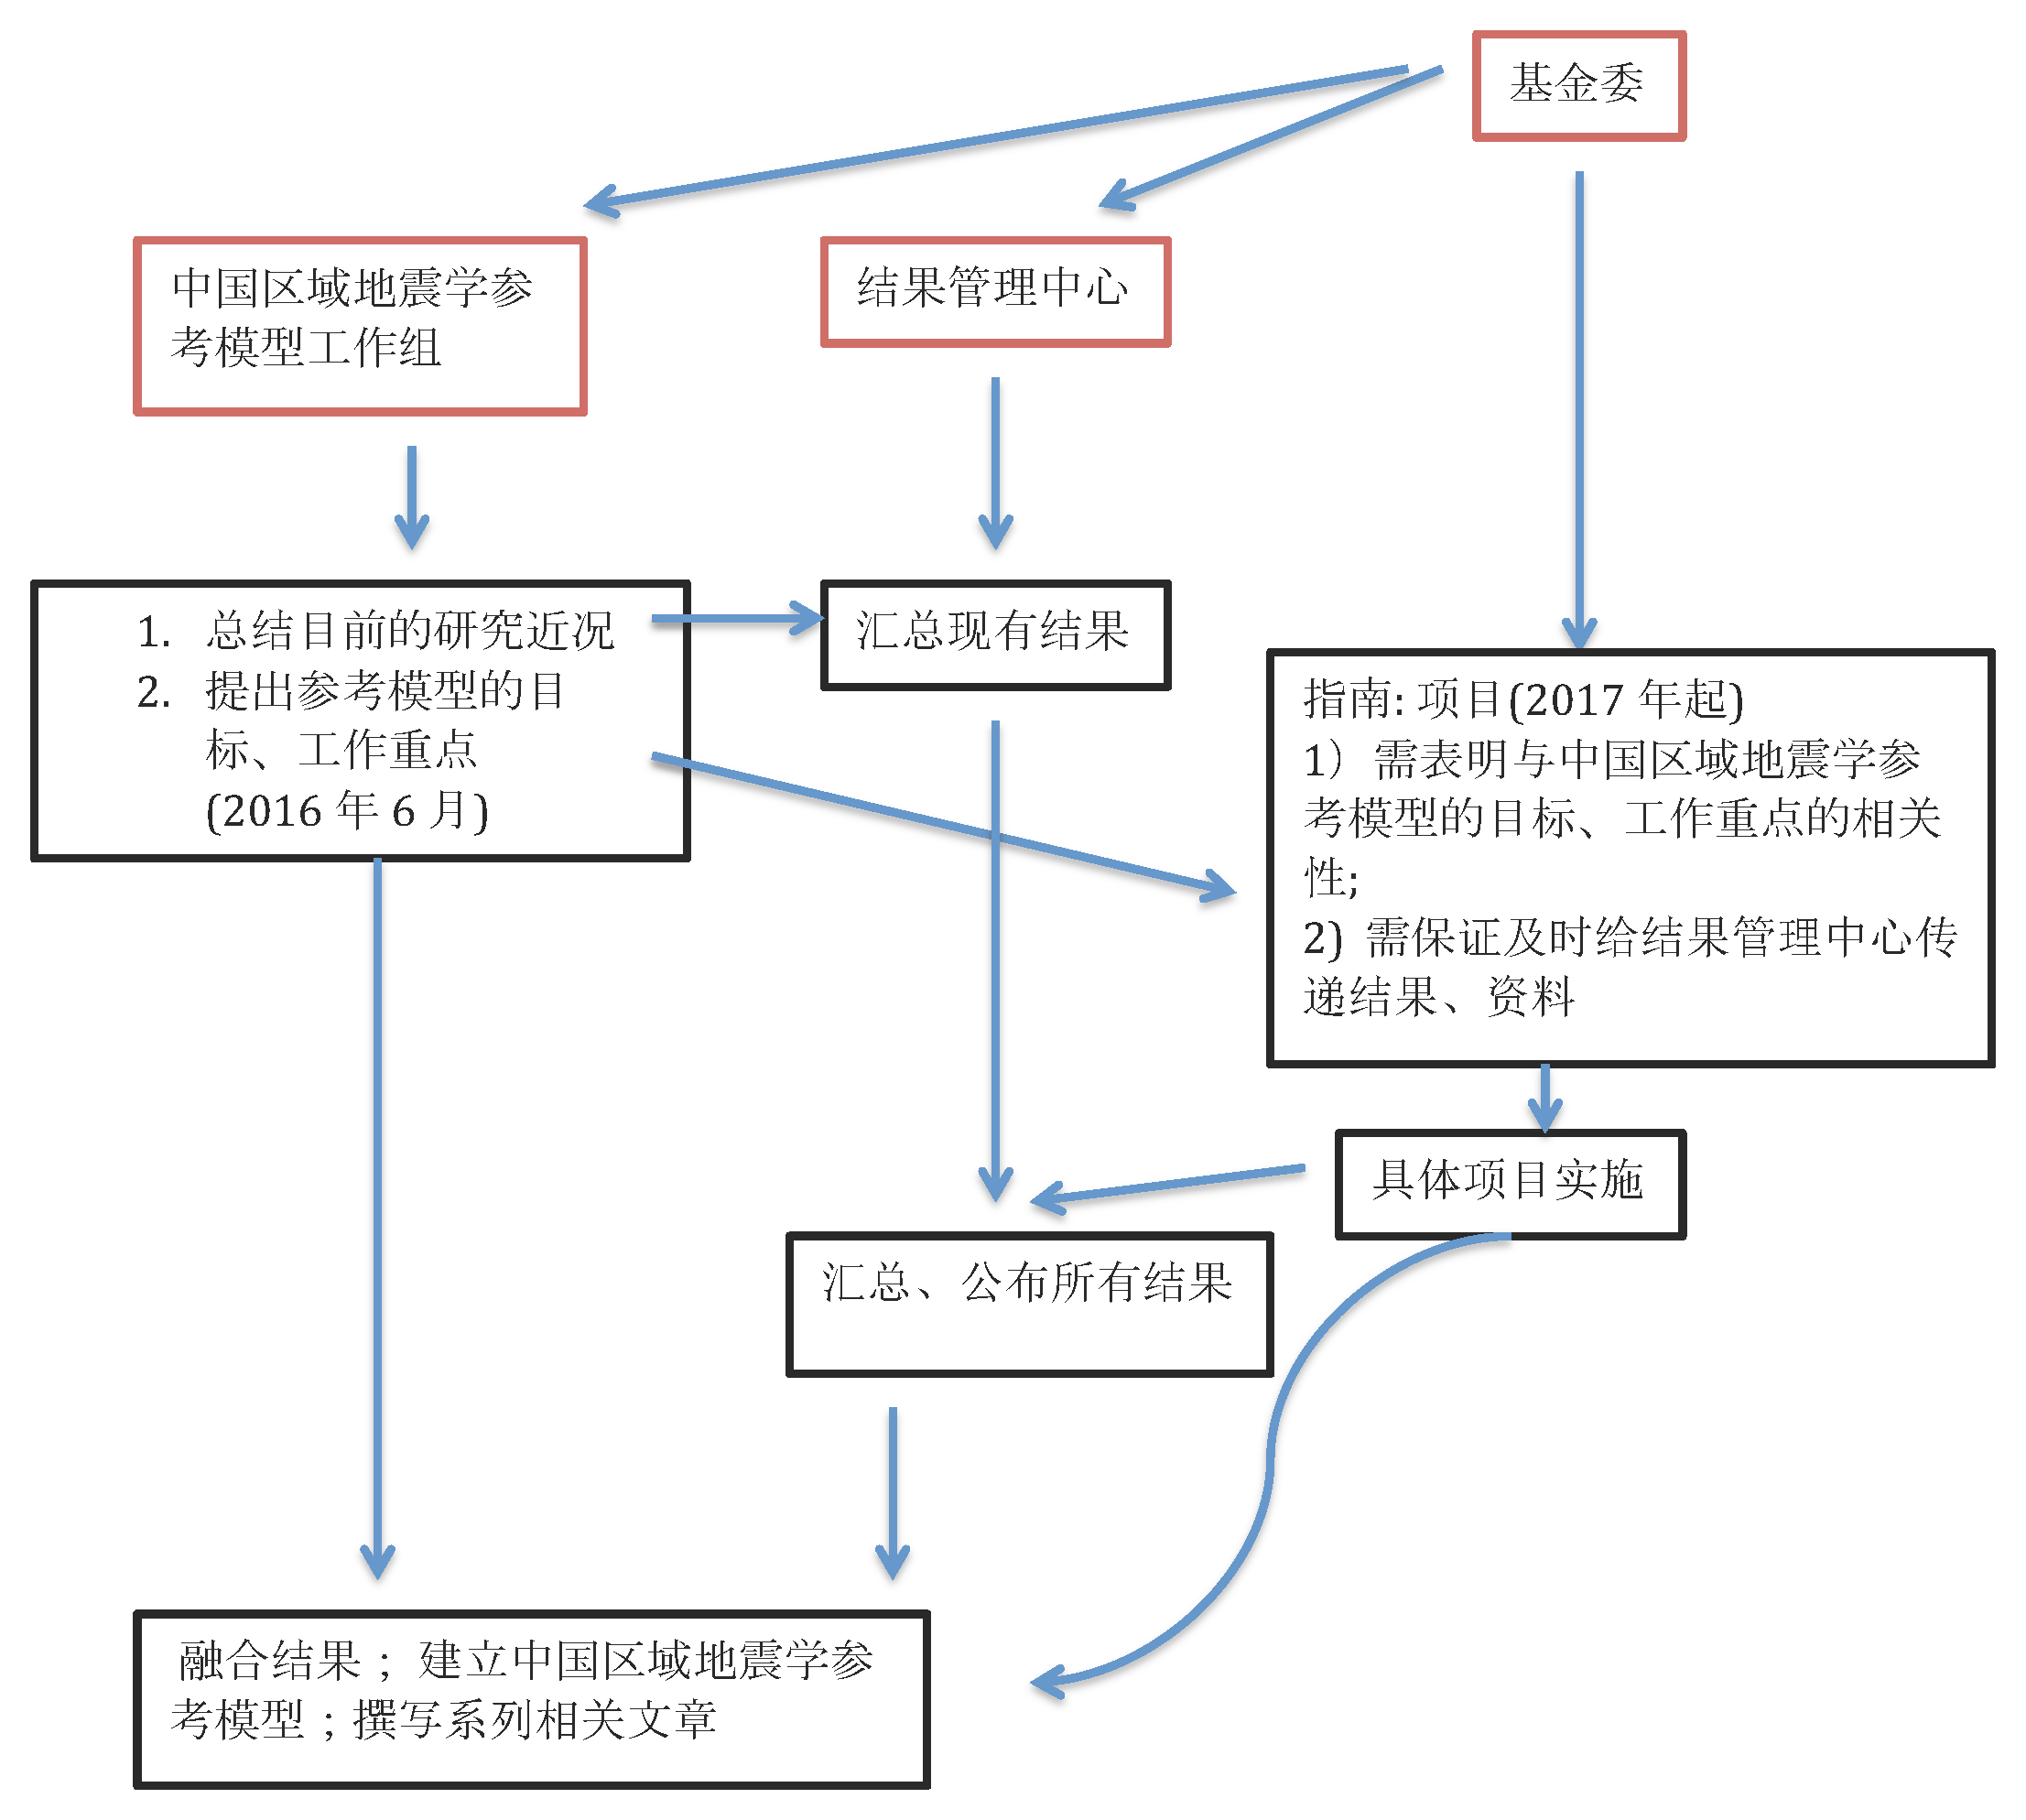 基金委
中国区域地震学参
考模型工作组
结果管理中心
1. 总结目前的研究近况
2. 提出参考模型的目
标、工作重点
(2016 年 6 月)
汇总现有结果
指南: 项目(2017 年起)
1）需表明与中国区域地震学参
考模型的目标、工作重点的相关
性;
2) 需保证及时给结果管理中心传
递结果、资料
具体项目实施
汇总、公布所有结果
融合结果；建立中国区域地震学参
考模型；撰写系列相关文章